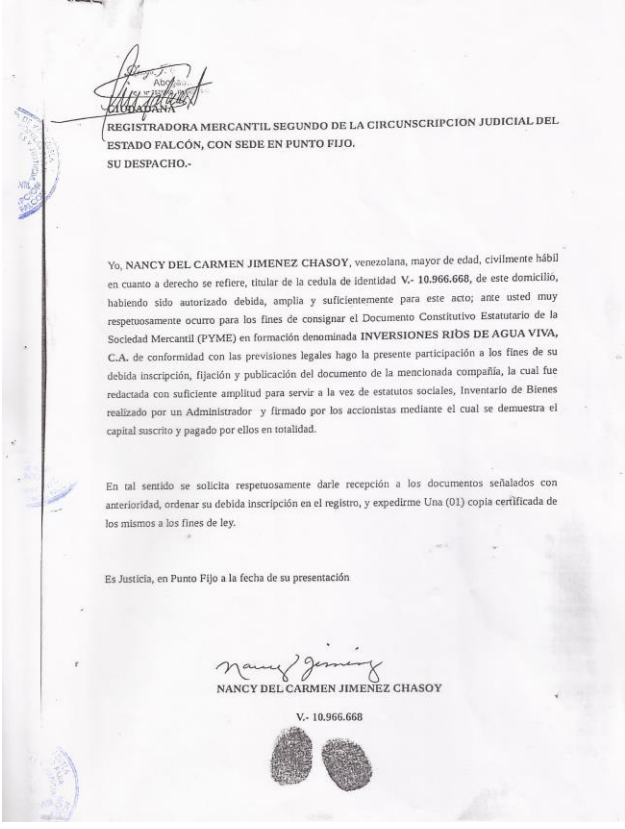 Abo
CIUDADANA
REGISTRADORA MERCANTIL SEGUNDO DE LA CIRCUNSCRIPCION JUDICIAL DEL
ESTADO FALCÓN, CON SEDE EN PUNTO FIJO.
SU DESPACHO.-
Yo, NANCY DEL CARMEN JIMENEZ CHASOY, venezolana, mayor de edad, civilmente hábil
en cuanto a derecho se refiere, titular de la cedula de identidad V.- 10.966.668, de este domicilio,
habiendo sido autorizado debida, amplia y suficientemente para este acto; ante usted muy
respetuosamente ocurro para los fines de consignar el Documento Constitutivo Estatutario de la
Sociedad Mercantil (PYME) en formación denominada INVERSIONES RIOS DE AGUA VIVA,
C.A. de conformidad con las previsiones legales hago la presente participación a los fines de su
debida inscripción, fijación y publicación del documento de la mencionada compañía, la cual fue
redactada con suficiente amplitud para servir a la vez de estatutos sociales, Inventario de Bienes
realizado por un Administrador y firmado por los accionistas mediante el cual se demuestra el
capital suscrito y pagado por ellos en totalidad.
En tal sentido se solicita respetuosamente darle recepción a los documentos señalados con
anterioridad, ordenar su debida inscripción en el registro, y expedirme Una (01) copia certificada de
los mismos a los fines de ley.
Es Justicia, en Punto Fijo a la fecha de su presentación
Nancy Jiménez
NANCY DEL CARMEN JIMENEZ CHASOY
V.- 10.966.668